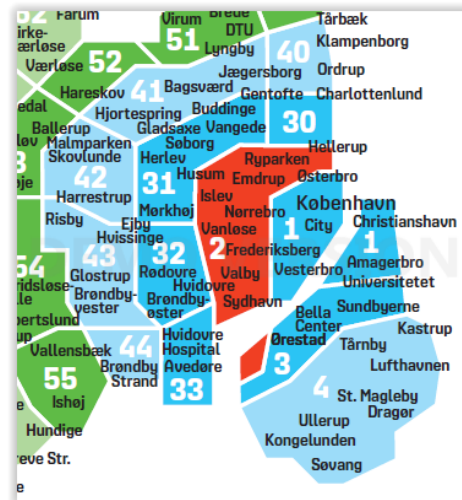 52
Farum
Virum
Brede
DTU
Tårbæk
51
Lyngby
40
Klampenborg
Værløse
52
Jægersborg
Ordrup
Hareskov
41
Bagsværd
Gentofte
Charlottenlund
Hjortespring
Buddinge
Ballerup
Gladsaxe
Vangede
30
Malmparken
Søborg
Skovlunde
Herlev
Hellerup
42
31
Husum
Ryparken
Emdrup
Østerbro
Harrestrup
Islev
København
Risby
Mørkhøj
Nørrebro
Christianshavn
Ejby
Vanløse
1
City
1
Hvissinge
32
2
Frederiksberg
Amagerbro
43
Rødovre
Valby
Vesterbro
Universitetet
54
Glostrup
Hvidovre
Brøndby-
vester
Brøndby-
øster
Sydhavn
Bella
Center
Sundbyerne
Hvidovre
Hospital
Ørestad
Kastrup
Vallensbæk
44
Avedøre
3
Tårnby
Lufthavnen
55
Brøndby
Strand
33
4
St. Magleby
Ishøj
Dragør
Ullerup
Hundige
Kongelunden
Søvang